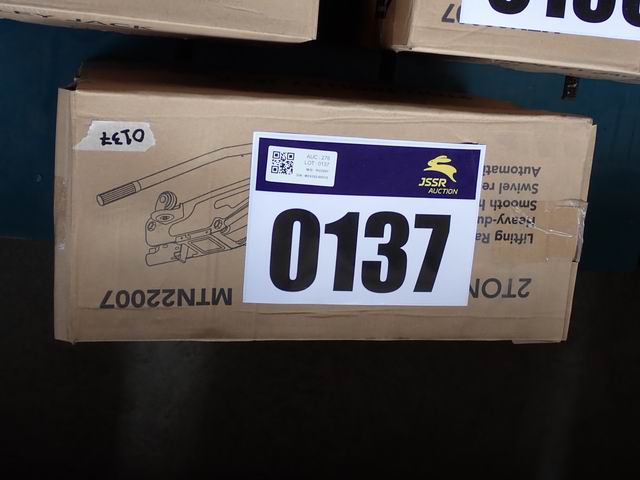 0137
AUC : 276
LOT : 0137
JSSR
AUCTION
0137
2TON
MTN22007
Lifting Ra
Heavy-du
Smooth h
Swivel re
Automati